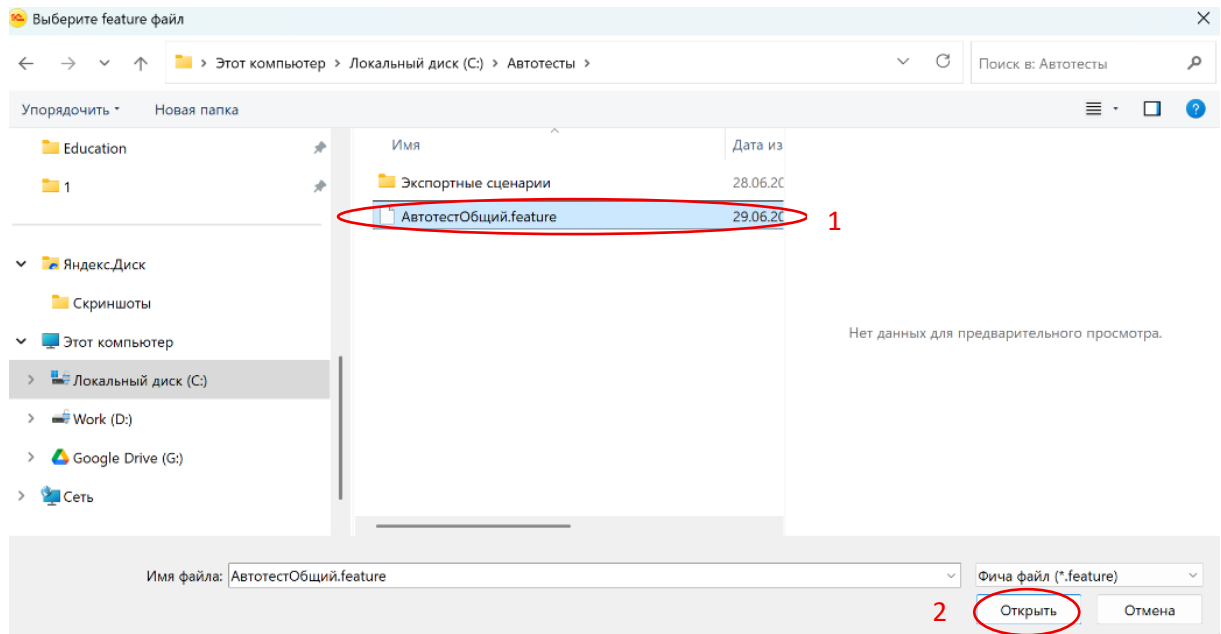 Выберите feature файл
Этот компьютер > Локальный диск (C:) > Автотесты >
Поиск в: Автотесты
Упорядочить
Новая папка
Education
1
Яндекс.Диск
Скриншоты
Этот компьютер
Локальный диск (C:)
Work (D:)
Google Drive (G:)
Сеть
Имя
Дата из
Экспортные сценарии
28.06.20
АвтотестОбщий.feature
29.06.20
1
Нет данных для предварительного просмотра.
Имя файла: АвтотестОбщий.feature
Фича файл (*.feature)
2
Открыть
Отмена